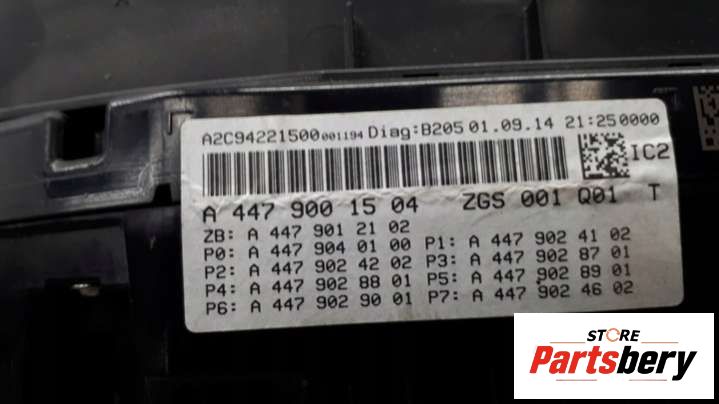 A2C94221500001194 Diag:B205 01.09.14 21:250000
IC2
A 447 900 15 04 ZGS 001 Q01 T
ZB: A 447 901 21 02
P0: A 447 904 01 00 P1: A 447 902 41 02
P2: A 447 902 42 02 P3: A 447 902 87 01
P4: A 447 902 88 01 P5: A 447 902 89 01
P6: A 447 902 90 01 P7: A 447 902 46 02
STORE
Partsbery